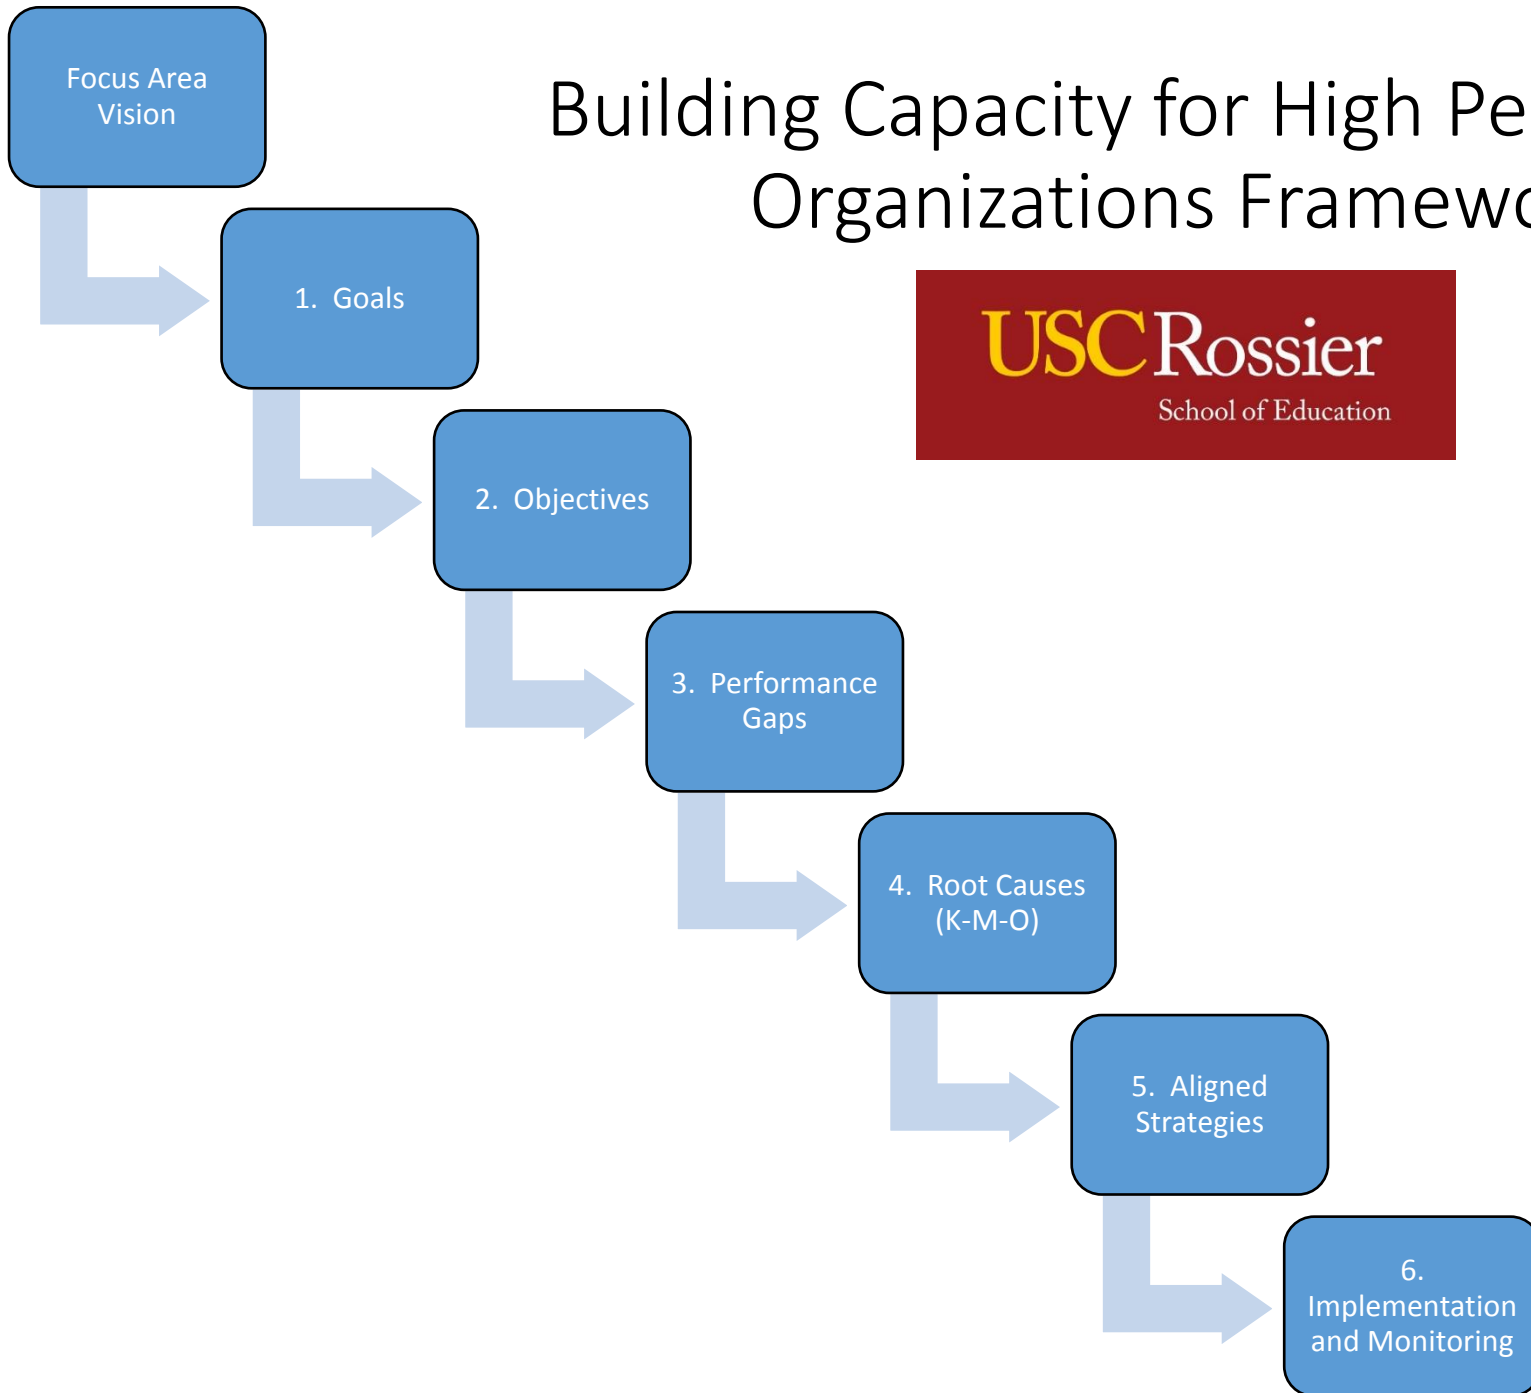 Focus Area
Vision
Building Capacity for High Pe
Organizations Framewo
USC Rossier
School of Education
1. Goals
2. Objectives
3. Performance
Gaps
4. Root Causes
(K-M-O)
5. Aligned
Strategies
6.
Implementation
and Monitoring